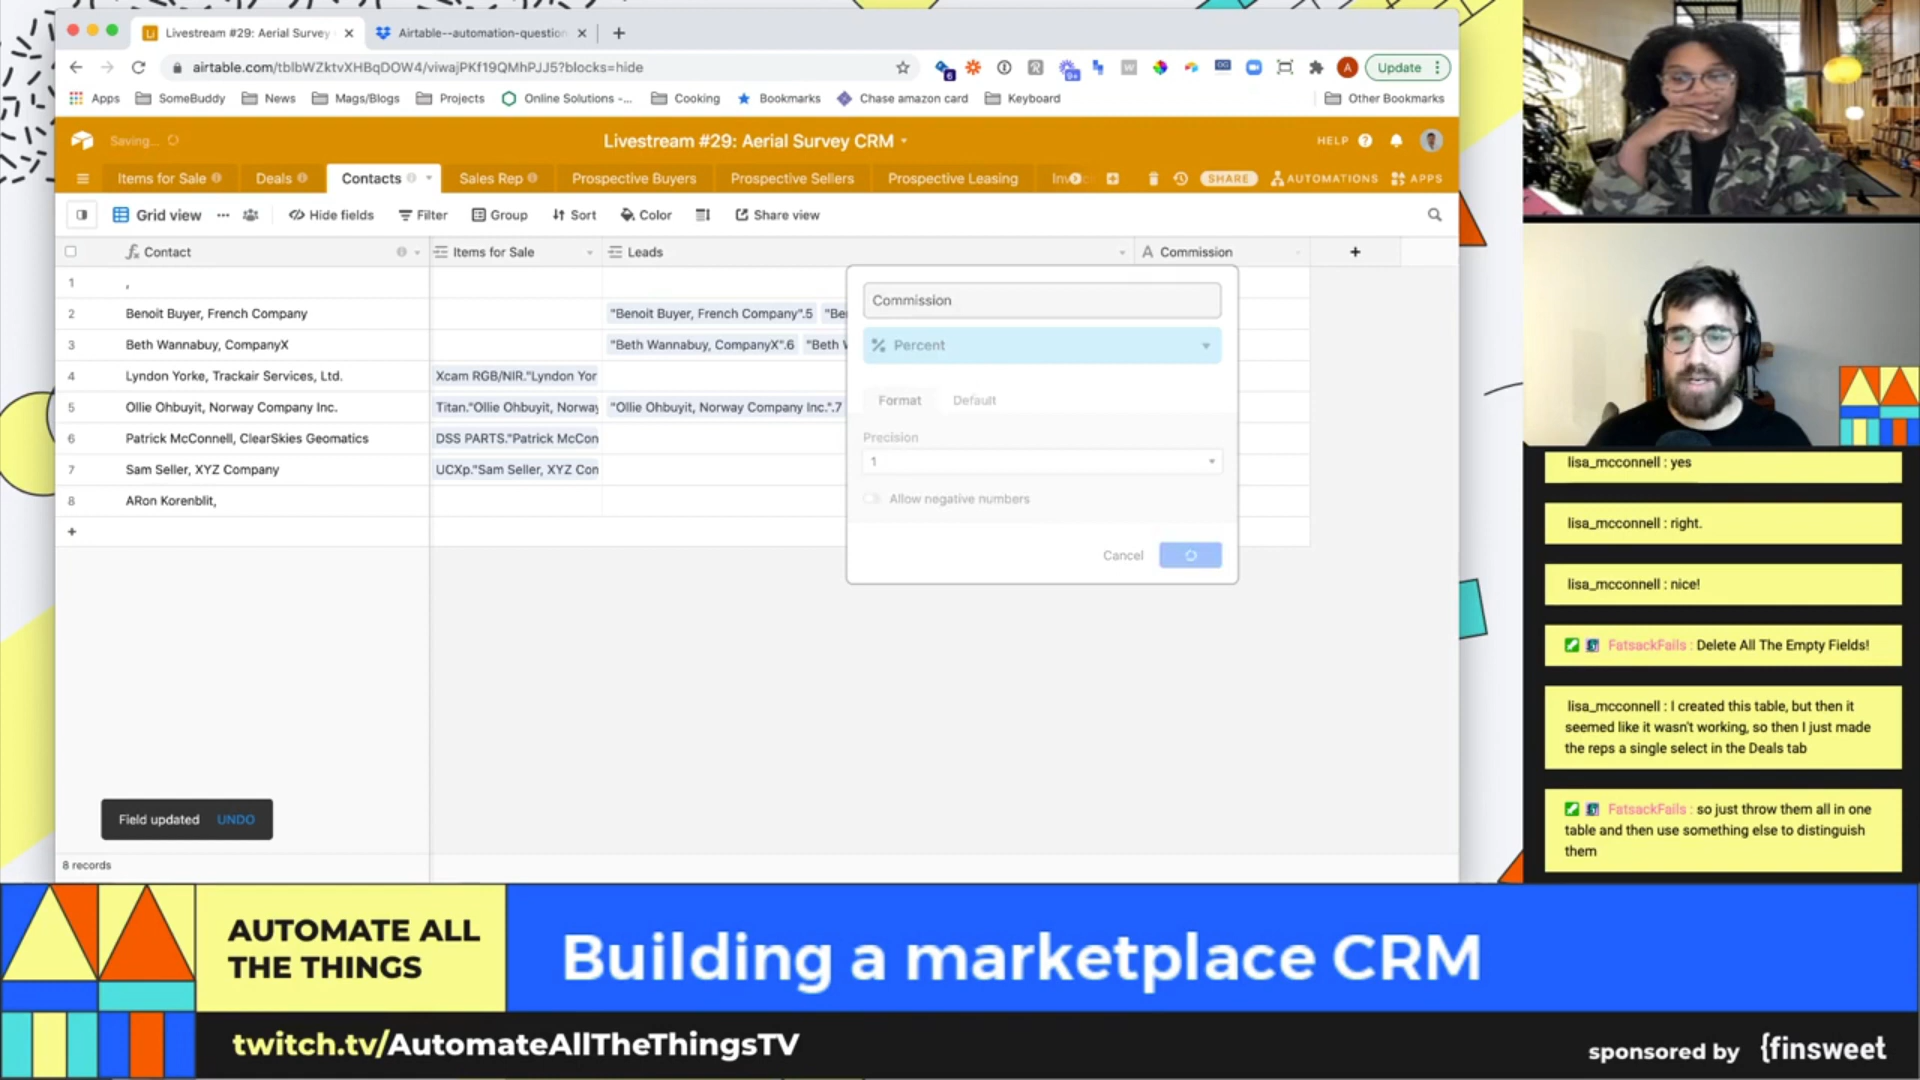 Livestream #29: Aerial Survey
Airtable--automation-question
airtable.com/tblbWZktvXHBqDOW4/viwajPKf19QMhPJJ5?blocks=hide
A
Update
Apps
SomeBuddy
News
Mags/Blogs
Projects
Online Solutions -...
Cooking
Bookmarks
Chase amazon card
Keyboard
Other Bookmarks
Saving...
Livestream #29: Aerial Survey CRM
HELP
Items for Sale
Deals
Contacts
Sales Rep
Prospective Buyers
Prospective Sellers
Prospective Leasing
SHARE
AUTOMATIONS
APPS
Grid view
Hide fields
Filter
Group
Sort
Color
Share view
Contact
Items for Sale
Leads
Commission
1 ,
2 Benoit Buyer, French Company "Benoit Buyer, French Company".5
3 Beth Wannabuy, CompanyX "Beth Wannabuy, CompanyX".6
4 Lyndon Yorke, Trackair Services, Ltd. Xcam RGB/NIR."Lyndon Yor
5 Ollie Ohbuyit, Norway Company Inc. Titan."Ollie Ohbuyit, Norway "Ollie Ohbuyit, Norway Company Inc.".7
6 Patrick McConnell, ClearSkies Geomatics DSS PARTS."Patrick McCon
7 Sam Seller, XYZ Company UCXp."Sam Seller, XYZ Con
8 ARon Korenblit,
+
Commission
Percent
Format
Default
Precision
1
Allow negative numbers
Cancel
Field updated UNDO
8 records
lisa_mcconnell : yes
lisa_mcconnell : right.
lisa_mcconnell : nice!
FatsackFails : Delete All The Empty Fields!
lisa_mcconnell : I created this table, but then it
seemed like it wasn't working, so then I just made
the reps a single select in the Deals tab
FatsackFails : so just throw them all in one
table and then use something else to distinguish
them
AUTOMATE ALL
THE THINGS
Building a marketplace CRM
twitch.tv/AutomateAllTheThingsTV
sponsored by {finsweet